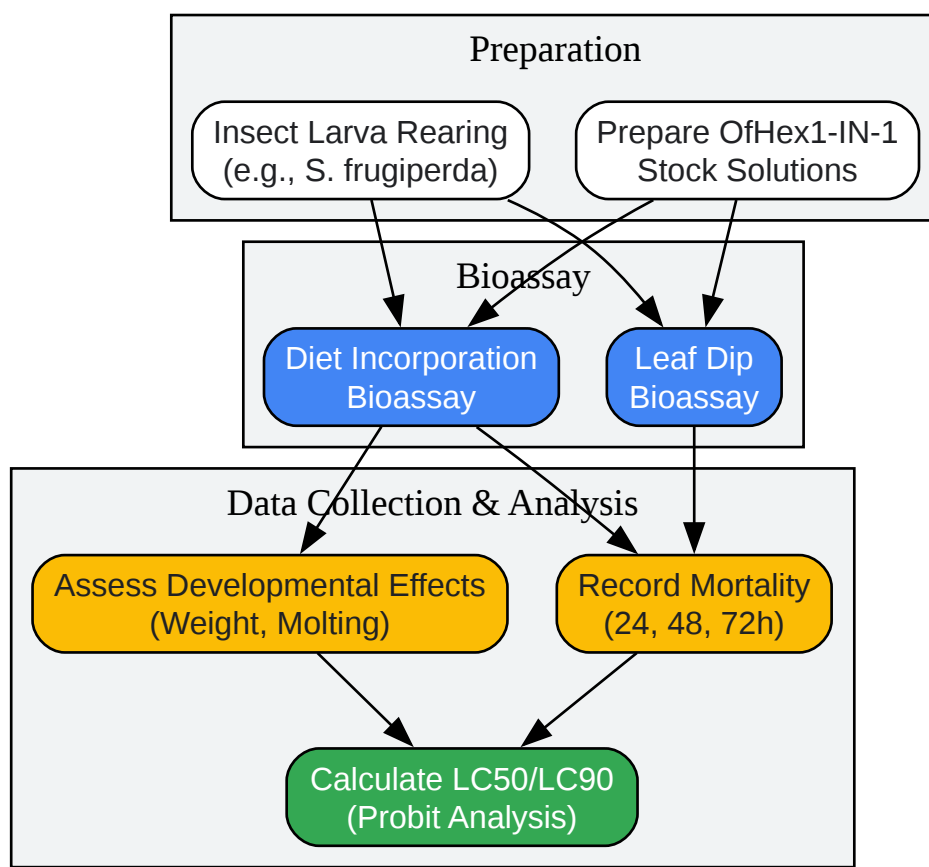 Preparation
Insect Larva Rearing
(e.g., S. frugiperda)
Prepare OfHex1-IN-1
Stock Solutions
Bioassay
Diet Incorporation
Bioassay
Leaf Dip
Bioassay
Data Collection & Analysis
Assess Developmental Effects
(Weight, Molting)
Record Mortality
(24, 48, 72h)
Calculate LC50/LC90
(Probit Analysis)